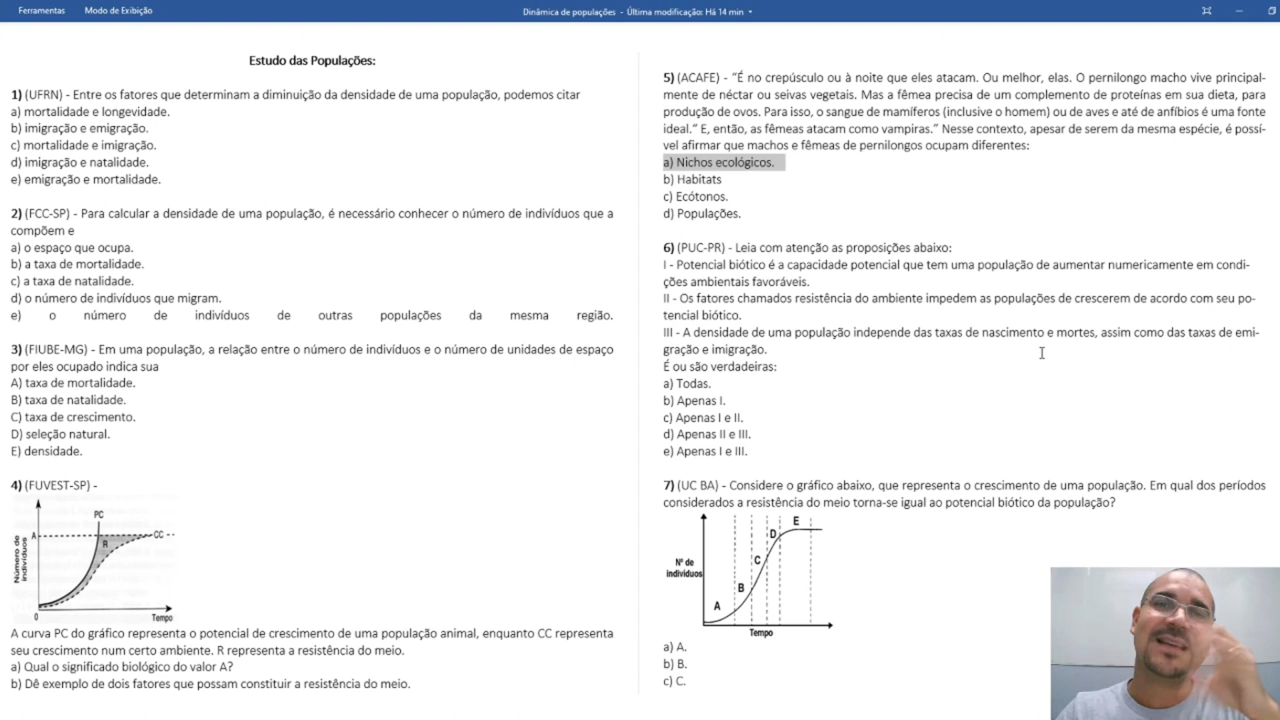 Ferramentas Modo de Exibição Dinâmica de populações - Última modificação: Há 14 min
Estudo das Populações:
1) (UFRN) - Entre os fatores que determinam a diminuição da densidade de uma população, podemos citar
a) mortalidade e longevidade.
b) imigração e emigração.
c) mortalidade e imigração.
d) imigração e natalidade.
e) emigração e mortalidade.
2) (FCC-SP) - Para calcular a densidade de uma população, é necessário conhecer o número de indivíduos que a
compõem e
a) o espaço que ocupa.
b) a taxa de mortalidade.
c) a taxa de natalidade.
d) o número de indivíduos que migram.
e) o número de indivíduos de outras populações da mesma região.
3) (FIUBE-MG) - Em uma população, a relação entre o número de indivíduos e o número de unidades de espaço
por eles ocupado indica sua
A) taxa de mortalidade.
B) taxa de natalidade.
C) taxa de crescimento.
D) seleção natural.
E) densidade.
4) (FUVEST-SP) -
PC
A
CC
R
Número de
indivíduos
0
Tempo
A curva PC do gráfico representa o potencial de crescimento de uma população animal, enquanto CC representa
seu crescimento num certo ambiente. R representa a resistência do meio.
a) Qual o significado biológico do valor A?
b) Dê exemplo de dois fatores que possam constituir a resistência do meio.
5) (ACAFE) - “É no crepúsculo ou à noite que eles atacam. Ou melhor, elas. O pernilongo macho vive principal-
mente de néctar ou seivas vegetais. Mas a fêmea precisa de um complemento de proteínas em sua dieta, para
produção de ovos. Para isso, o sangue de mamíferos (inclusive o homem) ou de aves e até de anfíbios é uma fonte
ideal.” E, então, as fêmeas atacam como vampiras.” Nesse contexto, apesar de serem da mesma espécie, é possí-
vel afirmar que machos e fêmeas de pernilongos ocupam diferentes:
a) Nichos ecológicos.
b) Habitats
c) Ecótonos.
d) Populações.
6) (PUC-PR) - Leia com atenção as proposições abaixo:
I - Potencial biótico é a capacidade potencial que tem uma população de aumentar numericamente em condi-
ções ambientais favoráveis.
II - Os fatores chamados resistência do ambiente impedem as populações de crescerem de acordo com seu po-
tencial biótico.
III - A densidade de uma população independe das taxas de nascimento e mortes, assim como das taxas de emi-
gração e imigração.
É ou são verdadeiras:
a) Todas.
b) Apenas I.
c) Apenas I e II.
d) Apenas II e III.
e) Apenas I e III.
7) (UC BA) - Considere o gráfico abaixo, que representa o crescimento de uma população. Em qual dos períodos
considerados a resistência do meio torna-se igual ao potencial biótico da população?
E
D
C
Nº de
indivíduos
B
A
Tempo
a) A.
b) B.
c) C.